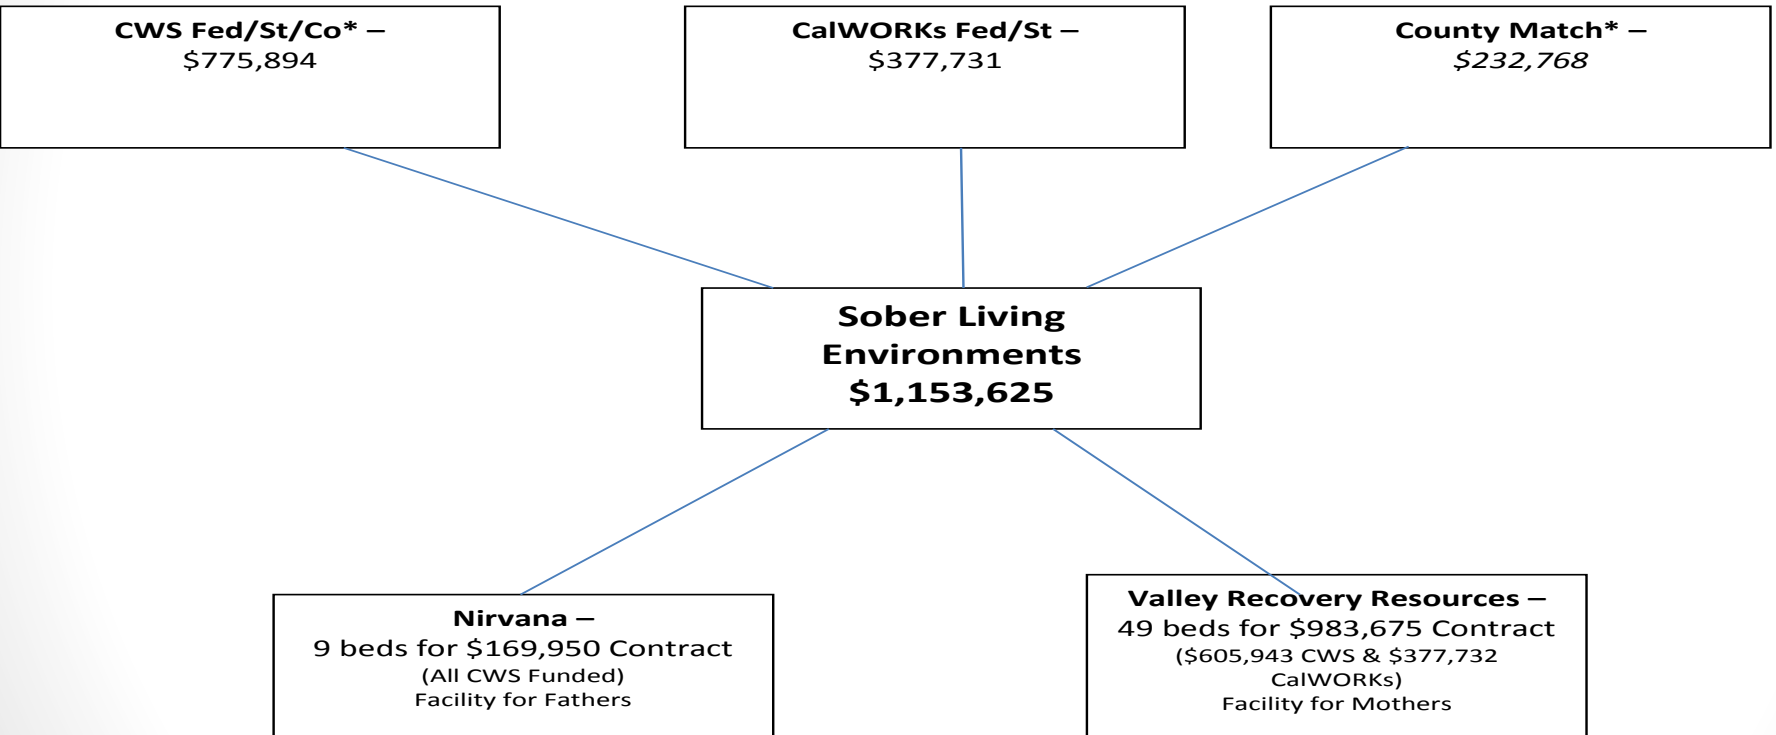 CWS Fed/St/Co* –
$775,894
CalWORKs Fed/St –
$377,731
County Match* –
$232,768
Sober Living
Environments
$1,153,625
Nirvana –
9 beds for $169,950 Contract
(All CWS Funded)
Facility for Fathers
Valley Recovery Resources –
49 beds for $983,675 Contract
($605,943 CWS & $377,732
CalWORKs)
Facility for Mothers